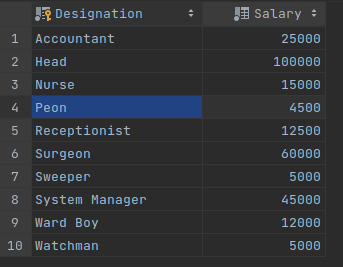 Designation Salary
1 Accountant 25000
2 Head 100000
3 Nurse 15000
4 Peon 4500
5 Receptionist 12500
6 Surgeon 60000
7 Sweeper 5000
8 System Manager 45000
9 Ward Boy 12000
10 Watchman 5000